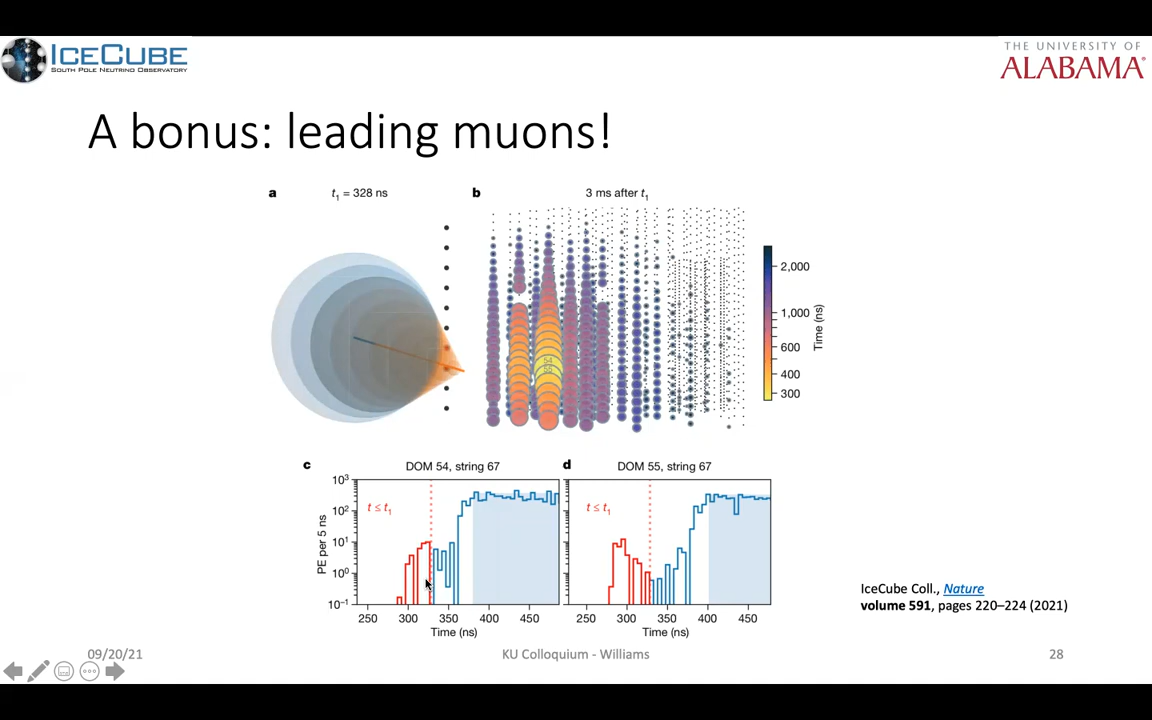 ICECUBE
SOUTH POLE NEUTRINO OBSERVATORY
THE UNIVERSITY OF
ALABAMA®
A bonus: leading muons!
a t₁ = 328 ns
b 3 ms after t₁
54
55
2,000
1,000
600
400
300
Time (ns)
c DOM 54, string 67
d DOM 55, string 67
PE per 5 ns
10³
10²
10¹
10⁰
10⁻¹
t ≤ t₁
t ≤ t₁
250 300 350 400 450
250 300 350 400 450
Time (ns)
Time (ns)
IceCube Coll., Nature
volume 591, pages 220–224 (2021)
09/20/21
KU Colloquium - Williams
28